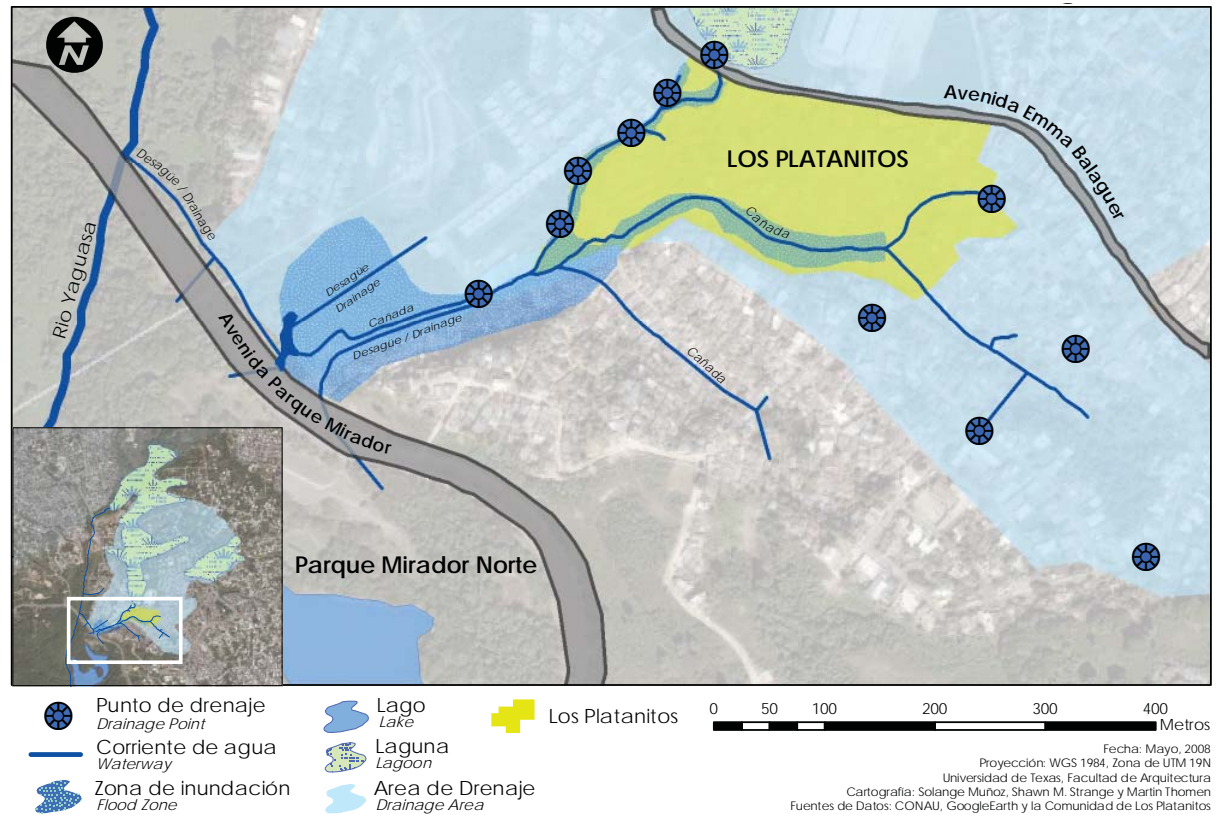 N
Avenida Emma Balaguer
LOS PLATANITOS
Desagüe / Drainage
Cañada
Río Yaguasa
Desagüe
Drainage
Cañada
Desagüe / Drainage
Cañada
Avenida Parque Mirador
Parque Mirador Norte
Punto de drenaje
Drainage Point
Corriente de agua
Waterway
Zona de inundación
Flood Zone
Lago
Lake
Laguna
Lagoon
Area de Drenaje
Drainage Area
Los Platanitos
0 50 100 200 300 400
Metros
Fecha: Mayo, 2008
Proyección: WGS 1984, Zona de UTM 19N
Universidad de Texas, Facultad de Arquitectura
Cartografía: Solange Muñoz, Shawn M. Strange y Martin Thomen
Fuentes de Datos: CONAU, GoogleEarth y la Comunidad de Los Platanitos